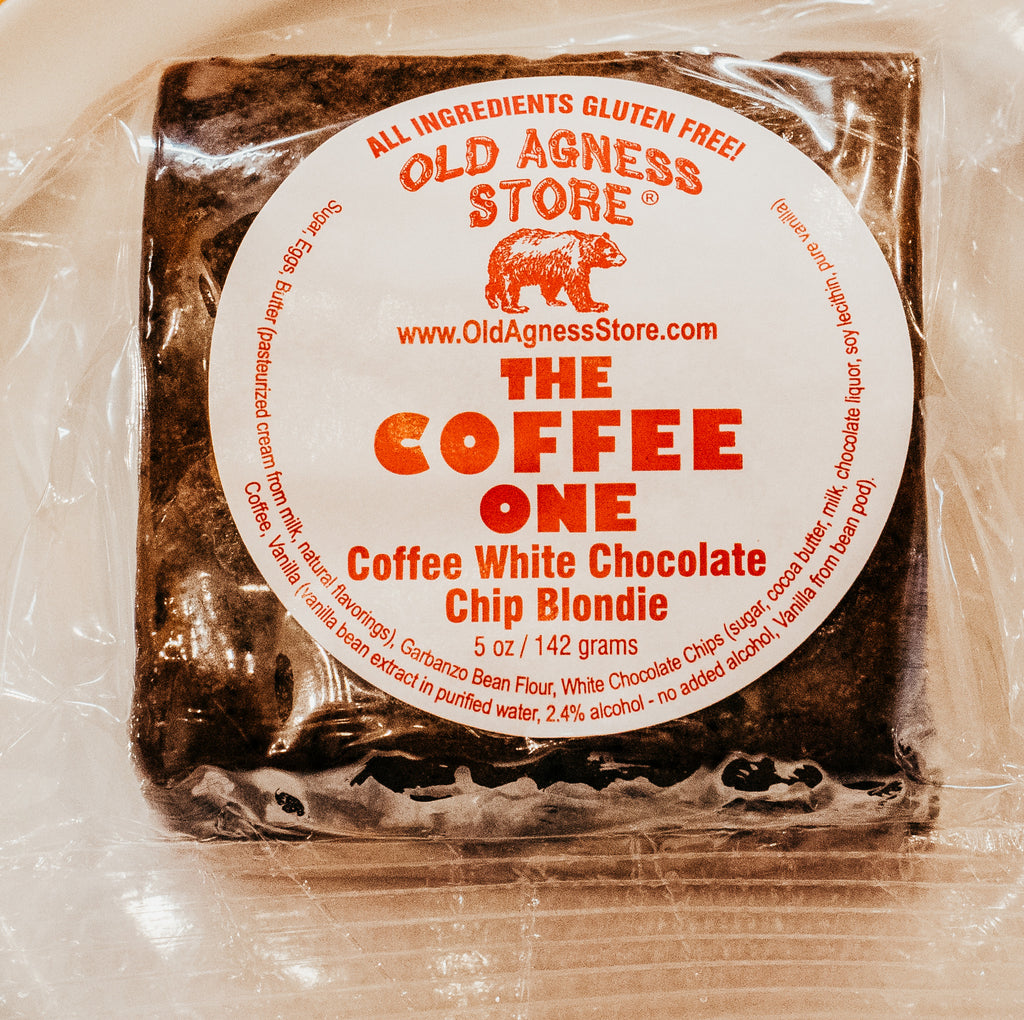 ALL INGREDIENTS GLUTEN FREE!
OLD AGNESS
STORE®
www.OldAgnessStore.com
THE
COFFEE
ONE
Coffee White Chocolate
Chip Blondie
5 oz / 142 grams
Sugar, Eggs, Butter (pasteurized cream from milk, natural flavorings), Garbanzo Bean Flour, White Chocolate Chips (sugar, cocoa butter, milk, chocolate liquor, soy lecithin, pure vanilla)
Coffee, Vanilla (vanilla bean extract in purified water, 2.4% alcohol - no added alcohol, Vanilla from bean pod).